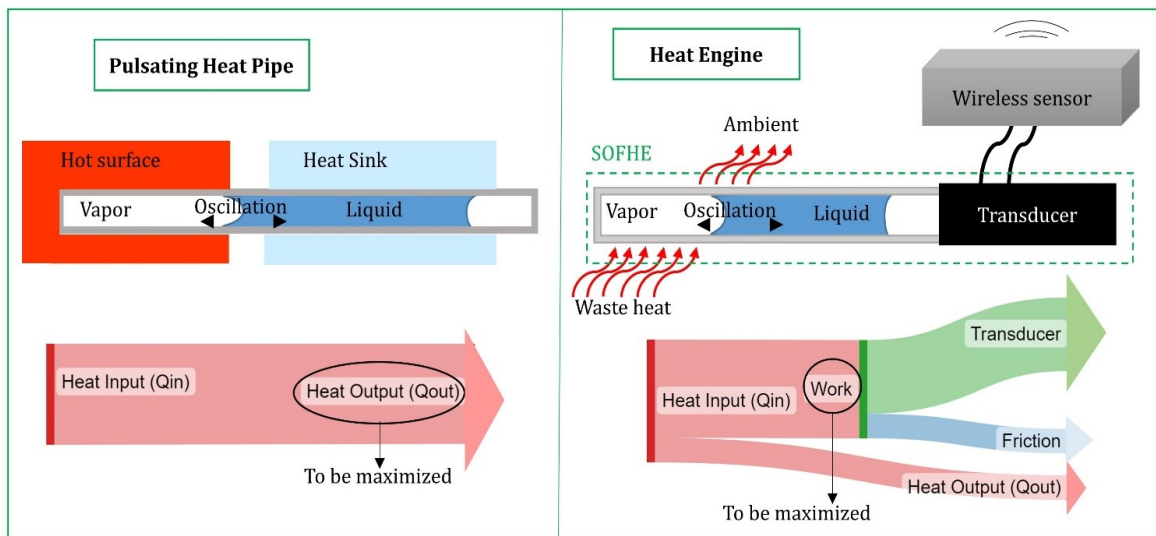 Pulsating Heat Pipe
Hot surface
Heat Sink
Vapor
Oscillation
Liquid
Heat Input (Qin)
Heat Output (Qout)
To be maximized
Heat Engine
Wireless sensor
Ambient
SOFHE
Vapor
Oscillation
Liquid
Transducer
Waste heat
Transducer
Heat Input (Qin)
Work
Friction
Heat Output (Qout)
To be maximized